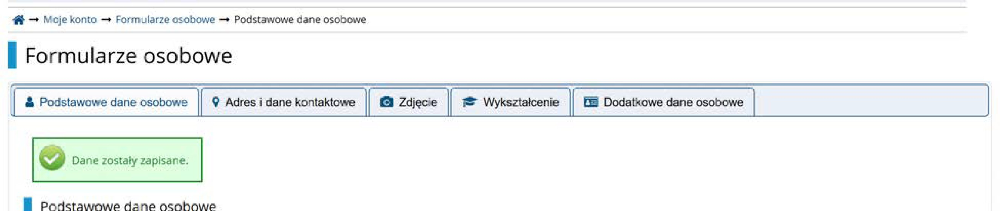 → Moje konto → Formularze osobowe → Podstawowe dane osobowe
Formularze osobowe
Podstawowe dane osobowe Adres i dane kontaktowe Zdjęcie Wykształcenie Dodatkowe dane osobowe
Dane zostały zapisane.
Podstawowe dane osobowe